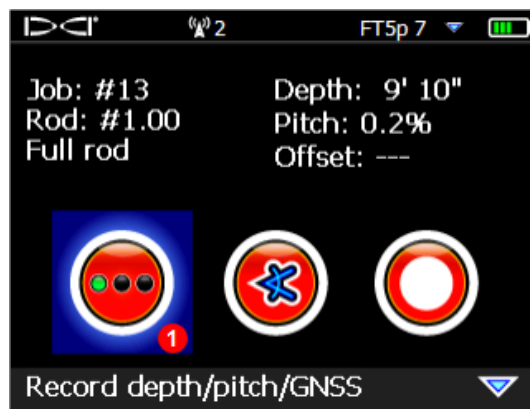 DCI 2 FT5p 7
Job: #13
Rod: #1.00
Full rod
Depth: 9' 10"
Pitch: 0.2%
Offset: ---
1
Record depth/pitch/GNSS